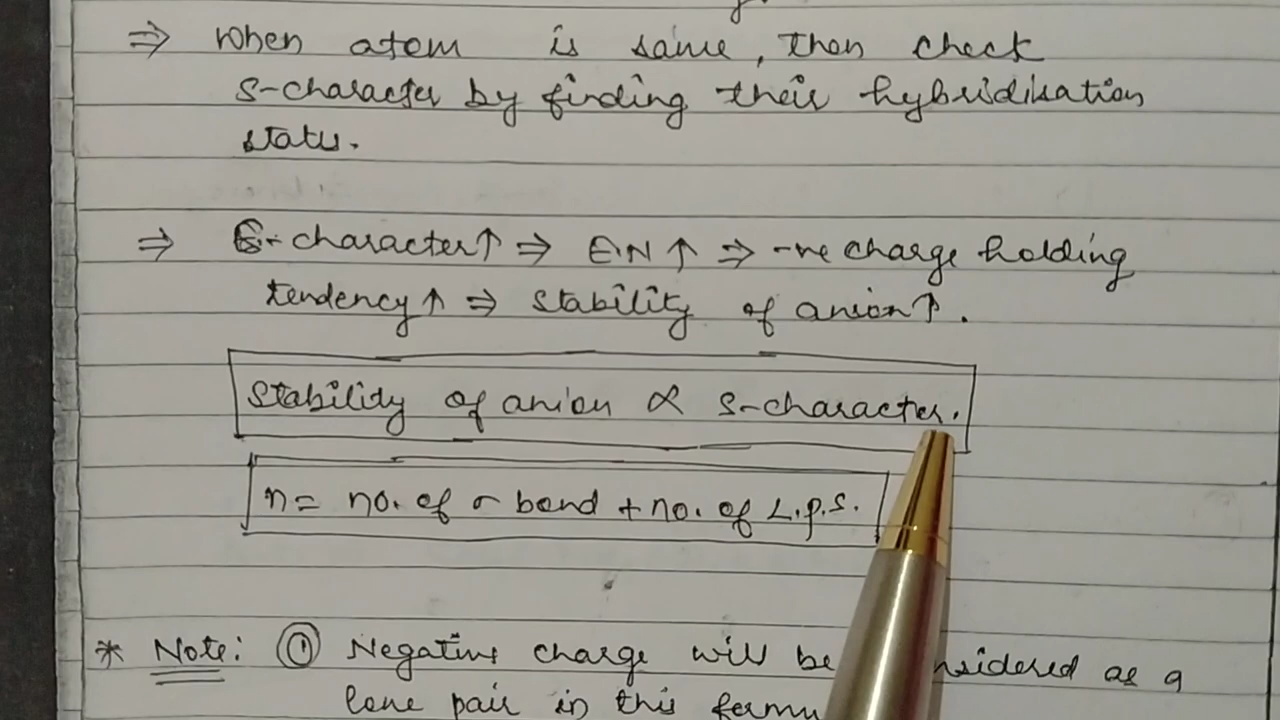 ⇒ When atom is same, then check
s-character by finding their hybridisation
state.
⇒ S-character↑ ⇒ EN↑ ⇒ -ve charge holding
tendency↑ ⇒ stability of anion↑.
Stability of anion ∝ s-character.
n = no. of σ bond + no. of L.p.s.
* Note: ① Negative charge will be as a
lone pair in this